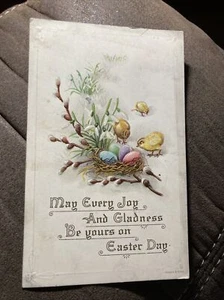 May Every Joy
And Gladness
Be yours on
Easter Day